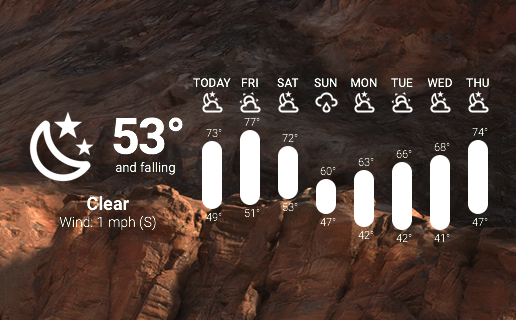 TODAY FRI SAT SUN MON TUE WED THU
53°
and falling
Clear
Wind: 1 mph (S)
73° 77° 72° 60° 63° 66° 68° 74°
49° 51° 53° 47° 42° 42° 41° 47°